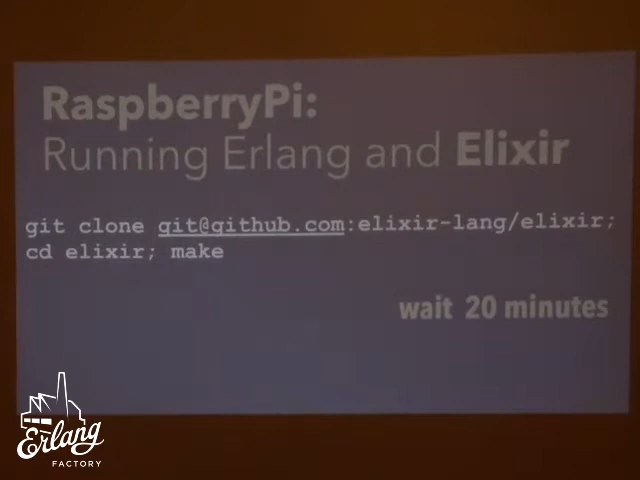 RaspberryPi:
Running Erlang and Elixir
git clone git@github.com:elixir-lang/elixir;
cd elixir; make
wait 20 minutes
Erlang
FACTORY